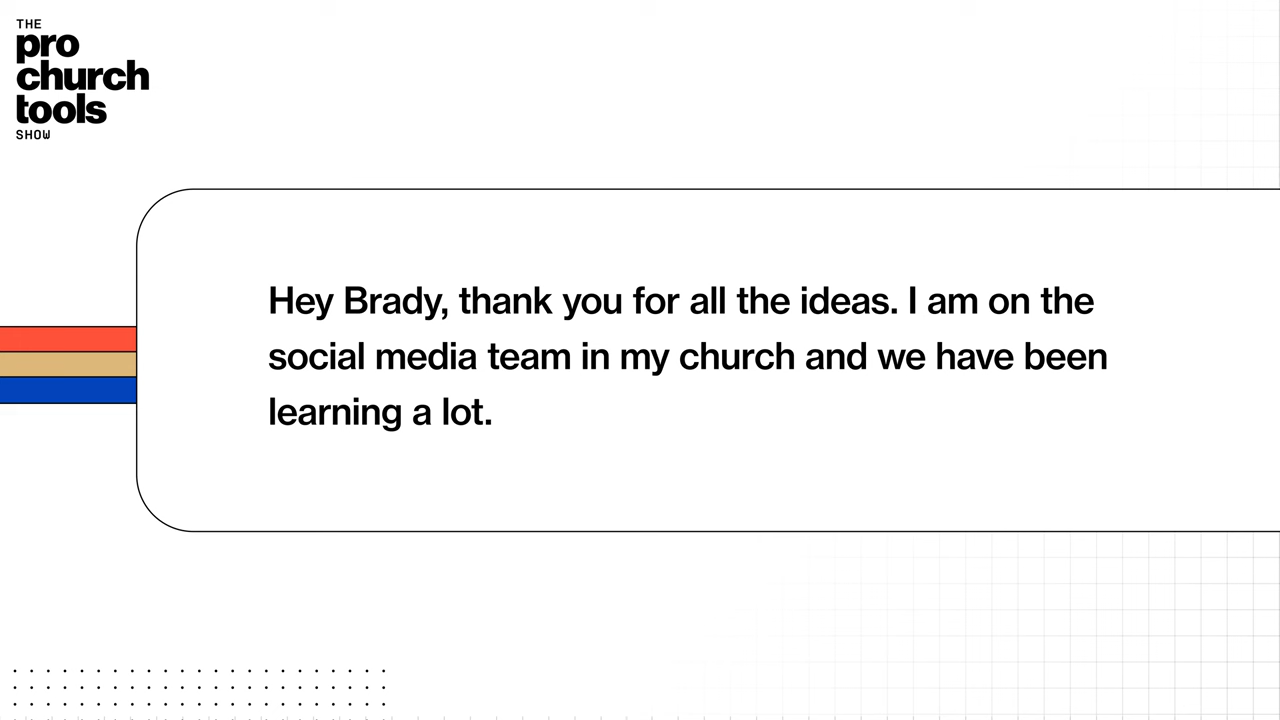 THE
pro
church
tools
SHOW
Hey Brady, thank you for all the ideas. I am on the
social media team in my church and we have been
learning a lot.